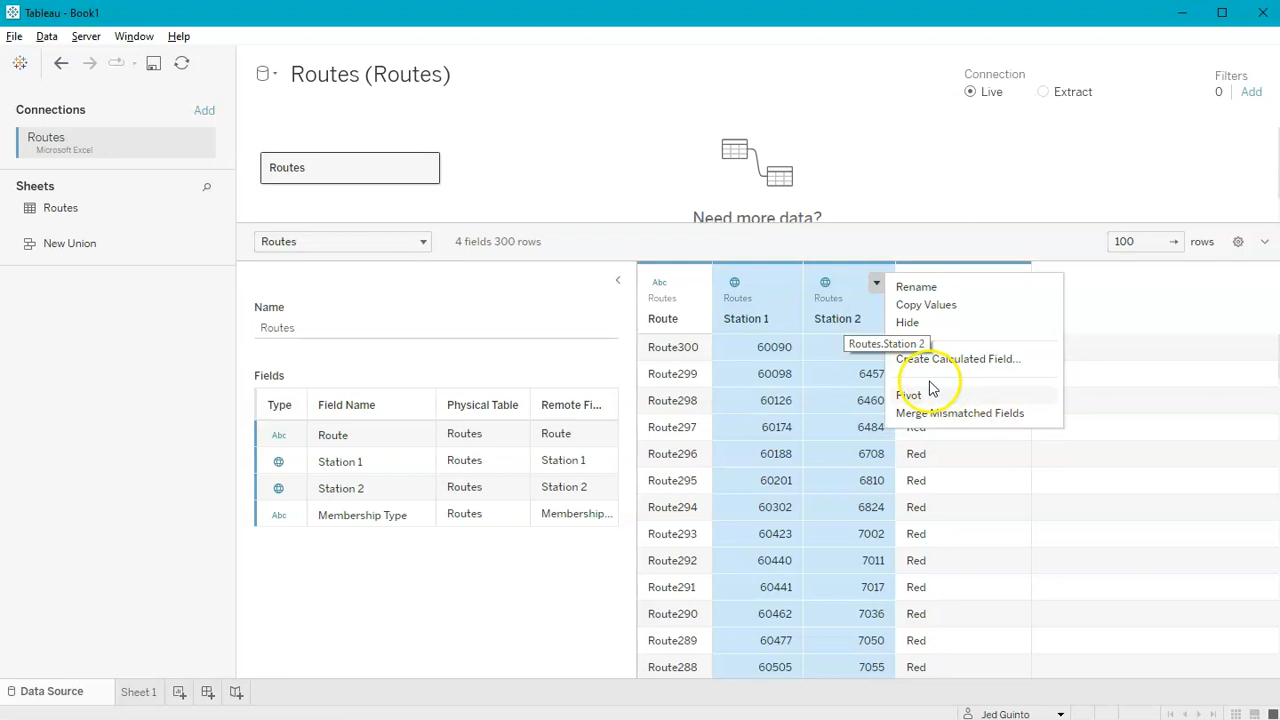 Tableau - Book1
File Data Server Window Help
Routes (Routes)
Connection
Live Extract
Filters
0 Add
Connections Add
Routes
Microsoft Excel
Sheets
Routes
New Union
Routes
Need more data?
Routes 4 fields 300 rows 100 → rows
Name
Routes
Fields
Type Field Name Physical Table Remote Fi...
Abc Route Routes Route
Station 1 Routes Station 1
Station 2 Routes Station 2
Abc Membership Type Routes Membership...
Abc
Routes Routes Routes
Route Station 1 Station 2
Route300 60090
Route299 60098 6457
Route298 60126 6460
Route297 60174 6484 Red
Route296 60188 6708 Red
Route295 60201 6810 Red
Route294 60302 6824 Red
Route293 60423 7002 Red
Route292 60440 7011 Red
Route291 60441 7017 Red
Route290 60462 7036 Red
Route289 60477 7050 Red
Route288 60505 7055 Red
Rename
Copy Values
Hide
Routes.Station 2
Create Calculated Field...
Pivot
Merge Mismatched Fields
Data Source Sheet 1
Jed Guinto